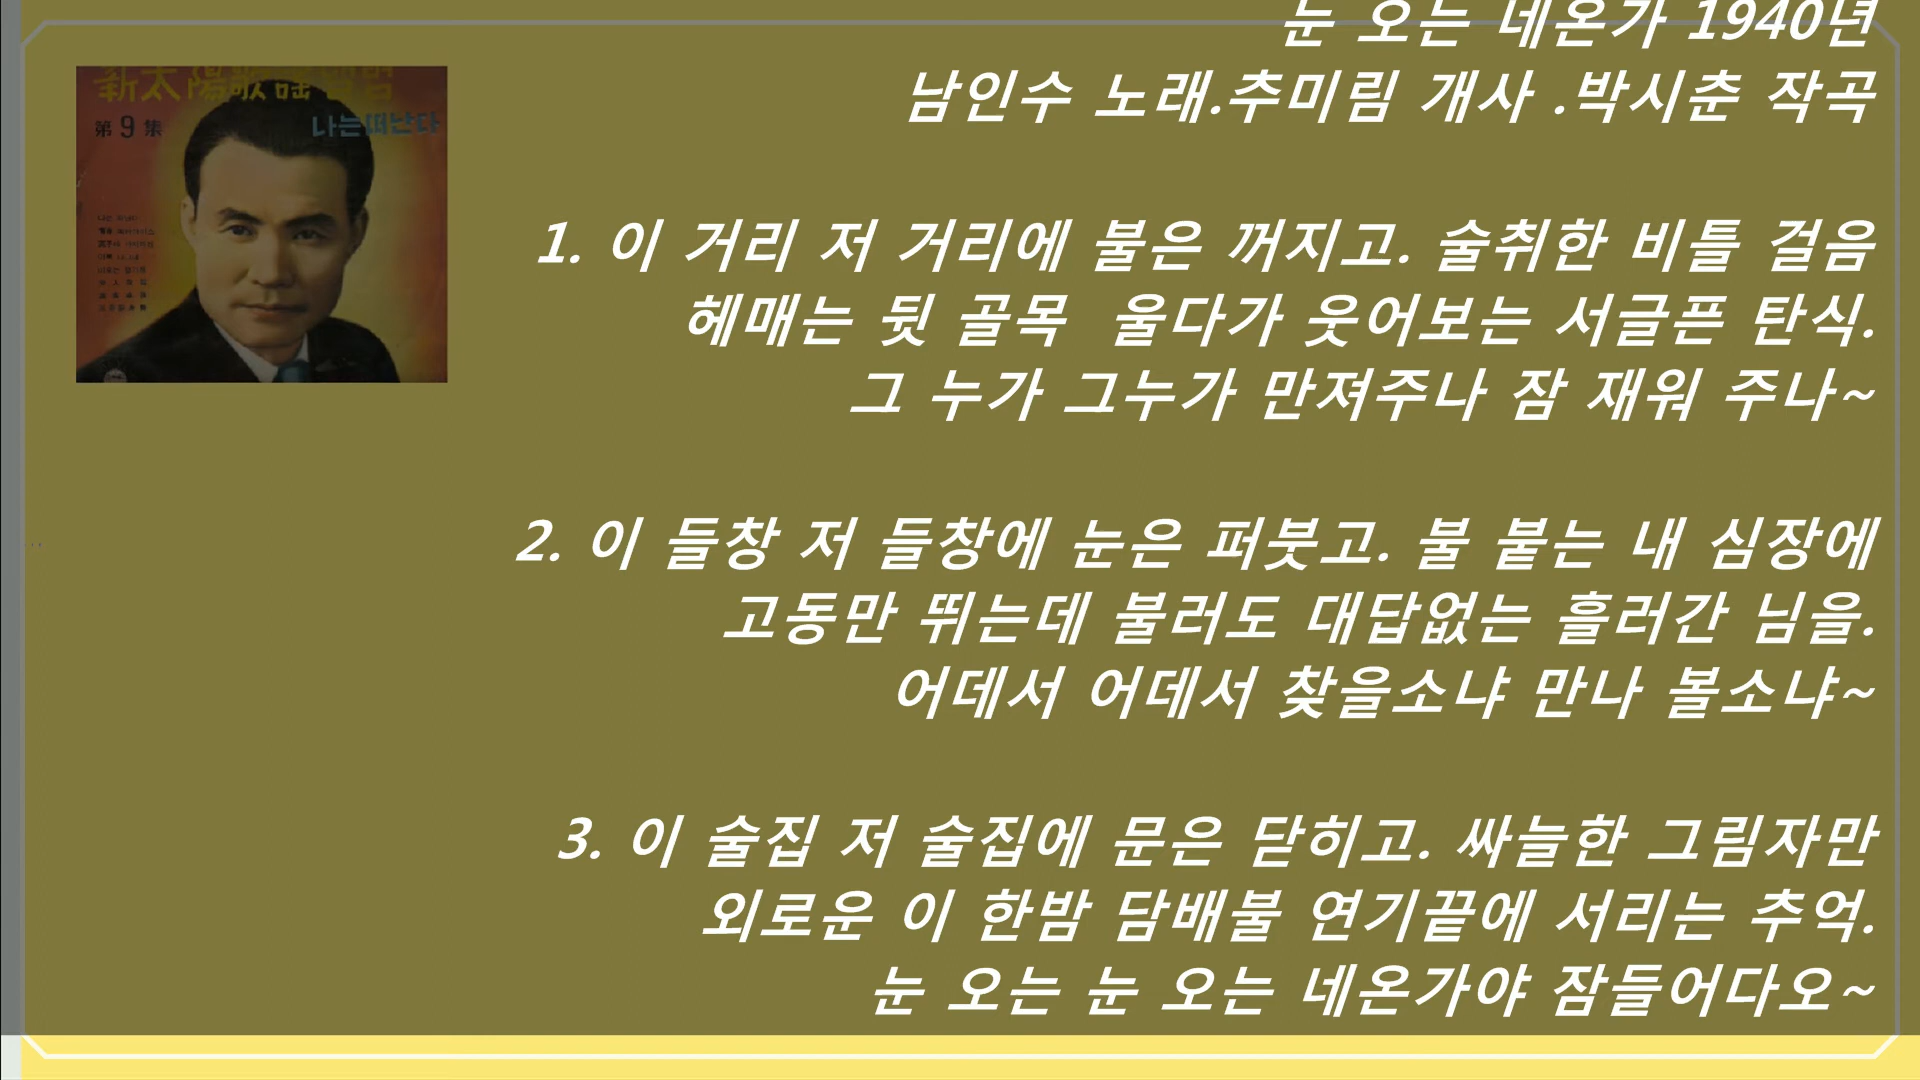 눈 오는 네온가 1940년
남인수 노래.추미림 개사 .박시춘 작곡
新太陽歌謠앨범
第9集
나는떠난다
1. 이 거리 저 거리에 불은 꺼지고. 술취한 비틀 걸음
헤매는 뒷 골목 울다가 웃어보는 서글픈 탄식.
그 누가 그누가 만져주나 잠 재워 주나~
2. 이 들창 저 들창에 눈은 퍼붓고. 불 붙는 내 심장에
고동만 뛰는데 불러도 대답없는 흘러간 님을.
어데서 어데서 찾을소냐 만나 볼소냐~
3. 이 술집 저 술집에 문은 닫히고. 싸늘한 그림자만
외로운 이 한밤 담배불 연기끝에 서리는 추억.
눈 오는 눈 오는 네온가야 잠들어다오~